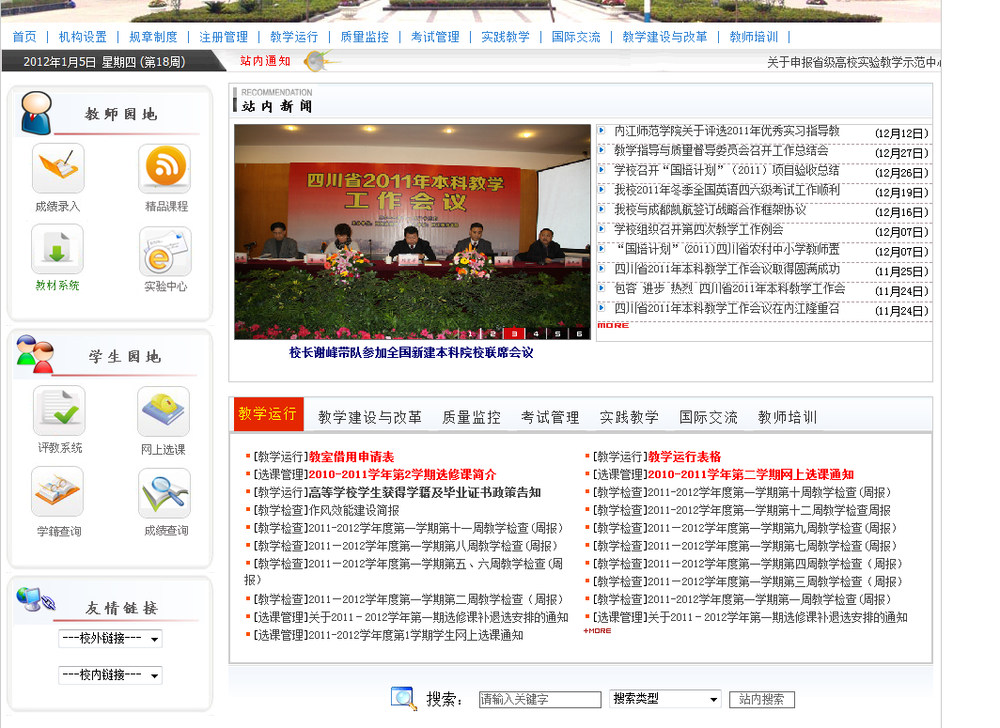 首页 | 机构设置 | 规章制度 | 注册管理 | 教学运行 | 质量监控 | 考试管理 | 实践教学 | 国际交流 | 教学建设与改革 | 教师培训 |
2012年1月5日 星期四 (第18周)
站内通知
关于申报省级高校实验教学示范中
教师园地
成绩录入
精品课程
教材系统
实验中心
学生园地
评教系统
网上选课
学籍查询
成绩查询
友情链接
---校外链接---
---校内链接---
RECOMMENDATION
站内新闻
四川省2011年本科教学
工作会议
1 2 3 4 5 6
校长谢峰带队参加全国新建本科院校联席会议
内江师范学院关于评选2011年优秀实习指导教 (12月12日)
教学指导与质量督导委员会召开工作总结会 (12月27日)
学校召开“国培计划”（2011）项目验收总结 (12月26日)
我校2011年冬季全国英语四六级考试工作顺利 (12月19日)
我校与成都凯航签订战略合作框架协议 (12月16日)
学校组织召开第四次教学工作例会 (12月07日)
“国培计划”(2011)四川省农村中小学教师置 (12月07日)
四川省2011年本科教学工作会议取得圆满成功 (11月25日)
包容 进步 热烈 四川省2011年本科教学工作会 (11月24日)
四川省2011年本科教学工作会议在内江隆重召 (11月24日)
MORE
教学运行 教学建设与改革 质量监控 考试管理 实践教学 国际交流 教师培训
[教学运行]教室借用申请表
[选课管理]2010-2011学年第2学期选修课简介
[教学运行]高等学校学生获得学籍及毕业证书政策告知
[教学检查]作风效能建设简报
[教学检查]2011-2012学年度第一学期第十一周教学检查(周报）
[教学检查]2011－2012学年度第一学期第八周教学检查(周报）
[教学检查]2011－2012学年度第一学期第五、六周教学检查(周
报）
[教学检查]2011－2012学年度第一学期第二周教学检查（周报）
[选课管理]关于2011－2012学年第一期选修课补退选安排的通知
[选课管理]2011-2012学年度第1学期学生网上选课通知
[教学运行]教学运行表格
[选课管理]2010-2011学年第二学期网上选课通知
[教学检查]2011-2012学年度第一学期第十周教学检查(周报）
[教学检查]2011-2012学年度第一学期第十二周教学检查周报
[教学检查]2011-2012学年度第一学期第九周教学检查(周报）
[教学检查]2011－2012学年度第一学期第七周教学检查(周报）
[教学检查]2011－2012学年度第一学期第四周教学检查（周报）
[教学检查]2011－2012学年度第一学期第三周教学检查（周报）
[教学检查]2011-2012学年度第一学期第一周教学检查(周报）
[选课管理]关于2011－2012学年第一期选修课补退选安排的通知
+MORE
搜索：
请输入关键字
搜索类型
站内搜索